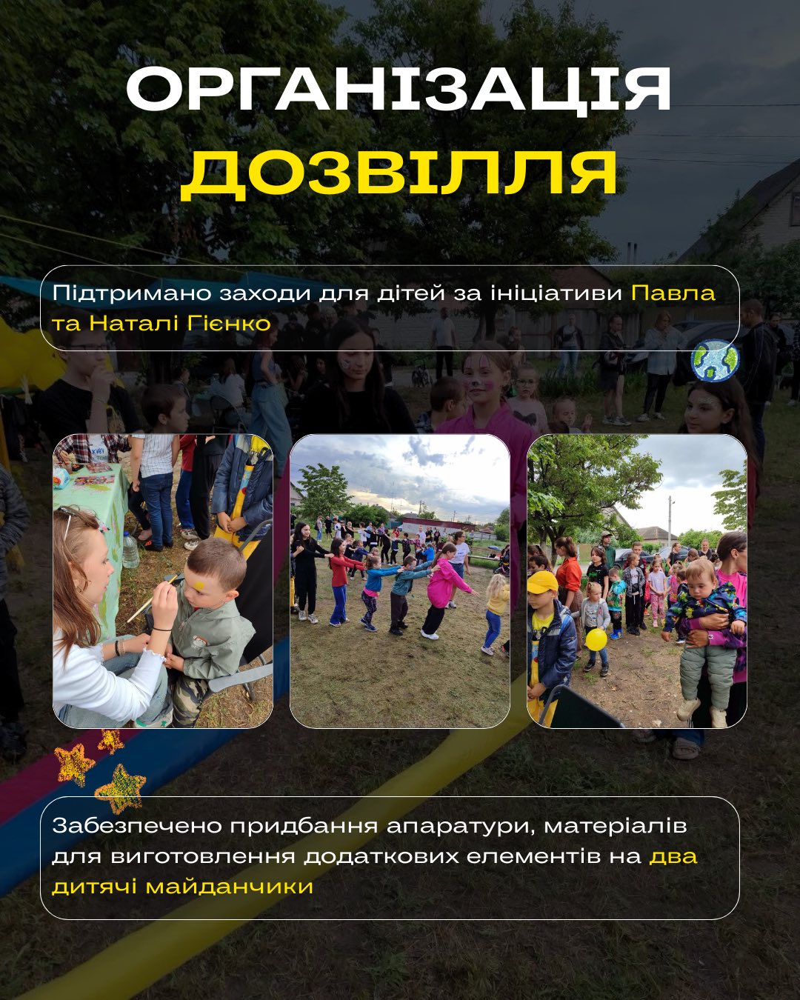 ОРГАНІЗАЦІЯ
ДОЗВІЛЛЯ
Підтримано заходи для дітей за ініціативи Павла
та Наталі Гієнко
Забезпечено придбання апаратури, матеріалів
для виготовлення додаткових елементів на два
дитячі майданчики